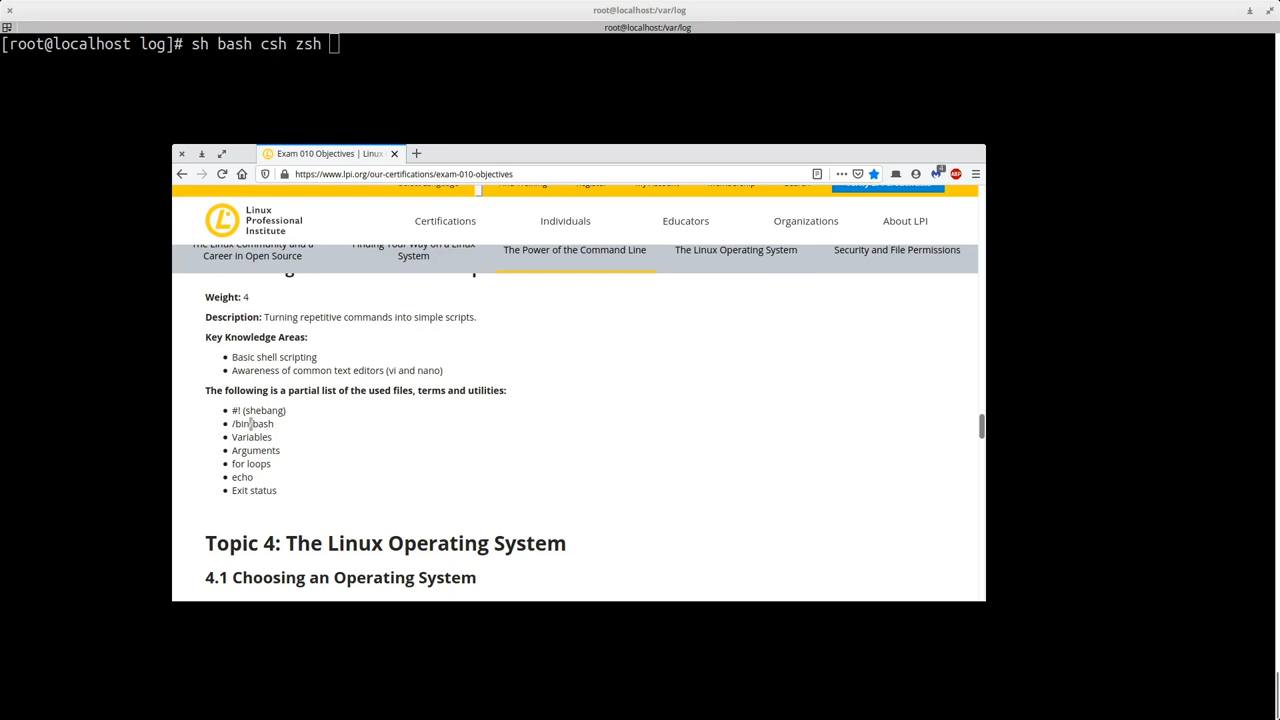 root@localhost:/var/log
root@localhost:/var/log
[root@localhost log]# sh bash csh zsh
Exam 010 Objectives | Linux
https://www.lpi.org/our-certifications/exam-010-objectives
4
ABP
Linux
Professional
Institute
Certifications
Individuals
Educators
Organizations
About LPI
The Linux Community and a
Career in Open Source
Finding Your Way on a Linux
System
The Power of the Command Line
The Linux Operating System
Security and File Permissions
Weight: 4
Description: Turning repetitive commands into simple scripts.
Key Knowledge Areas:
Basic shell scripting
Awareness of common text editors (vi and nano)
The following is a partial list of the used files, terms and utilities:
#! (shebang)
/bin/bash
Variables
Arguments
for loops
echo
Exit status
Topic 4: The Linux Operating System
4.1 Choosing an Operating System